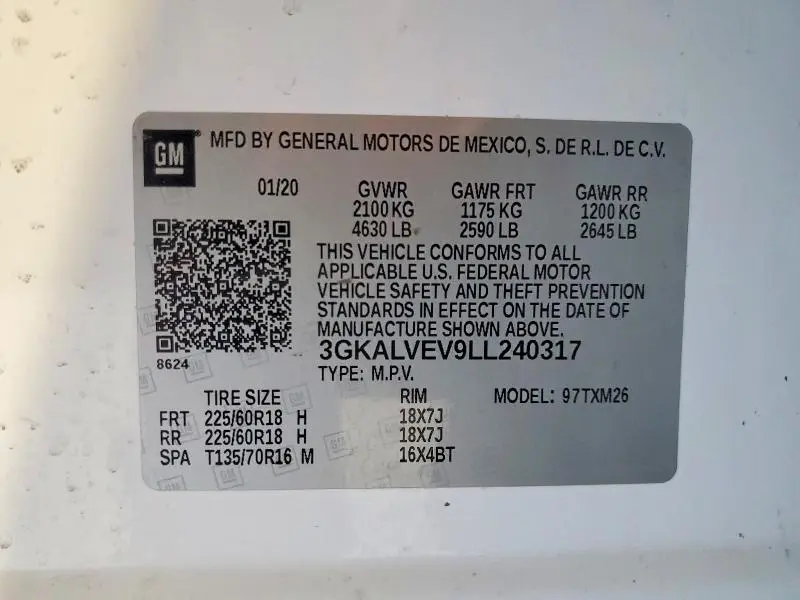 GM® MFD BY GENERAL MOTORS DE MEXICO, S. DE R.L. DE C.V.
01/20 GVWR GAWR FRT GAWR RR
2100 KG 1175 KG 1200 KG
4630 LB 2590 LB 2645 LB
THIS VEHICLE CONFORMS TO ALL
APPLICABLE U.S. FEDERAL MOTOR
VEHICLE SAFETY AND THEFT PREVENTION
STANDARDS IN EFFECT ON THE DATE OF
MANUFACTURE SHOWN ABOVE.
3GKALVEV9LL240317
8624
TYPE: M.P.V.
TIRE SIZE RIM MODEL: 97TXM26
FRT 225/60R18 H 18X7J
RR 225/60R18 H 18X7J
SPA T135/70R16 M 16X4BT